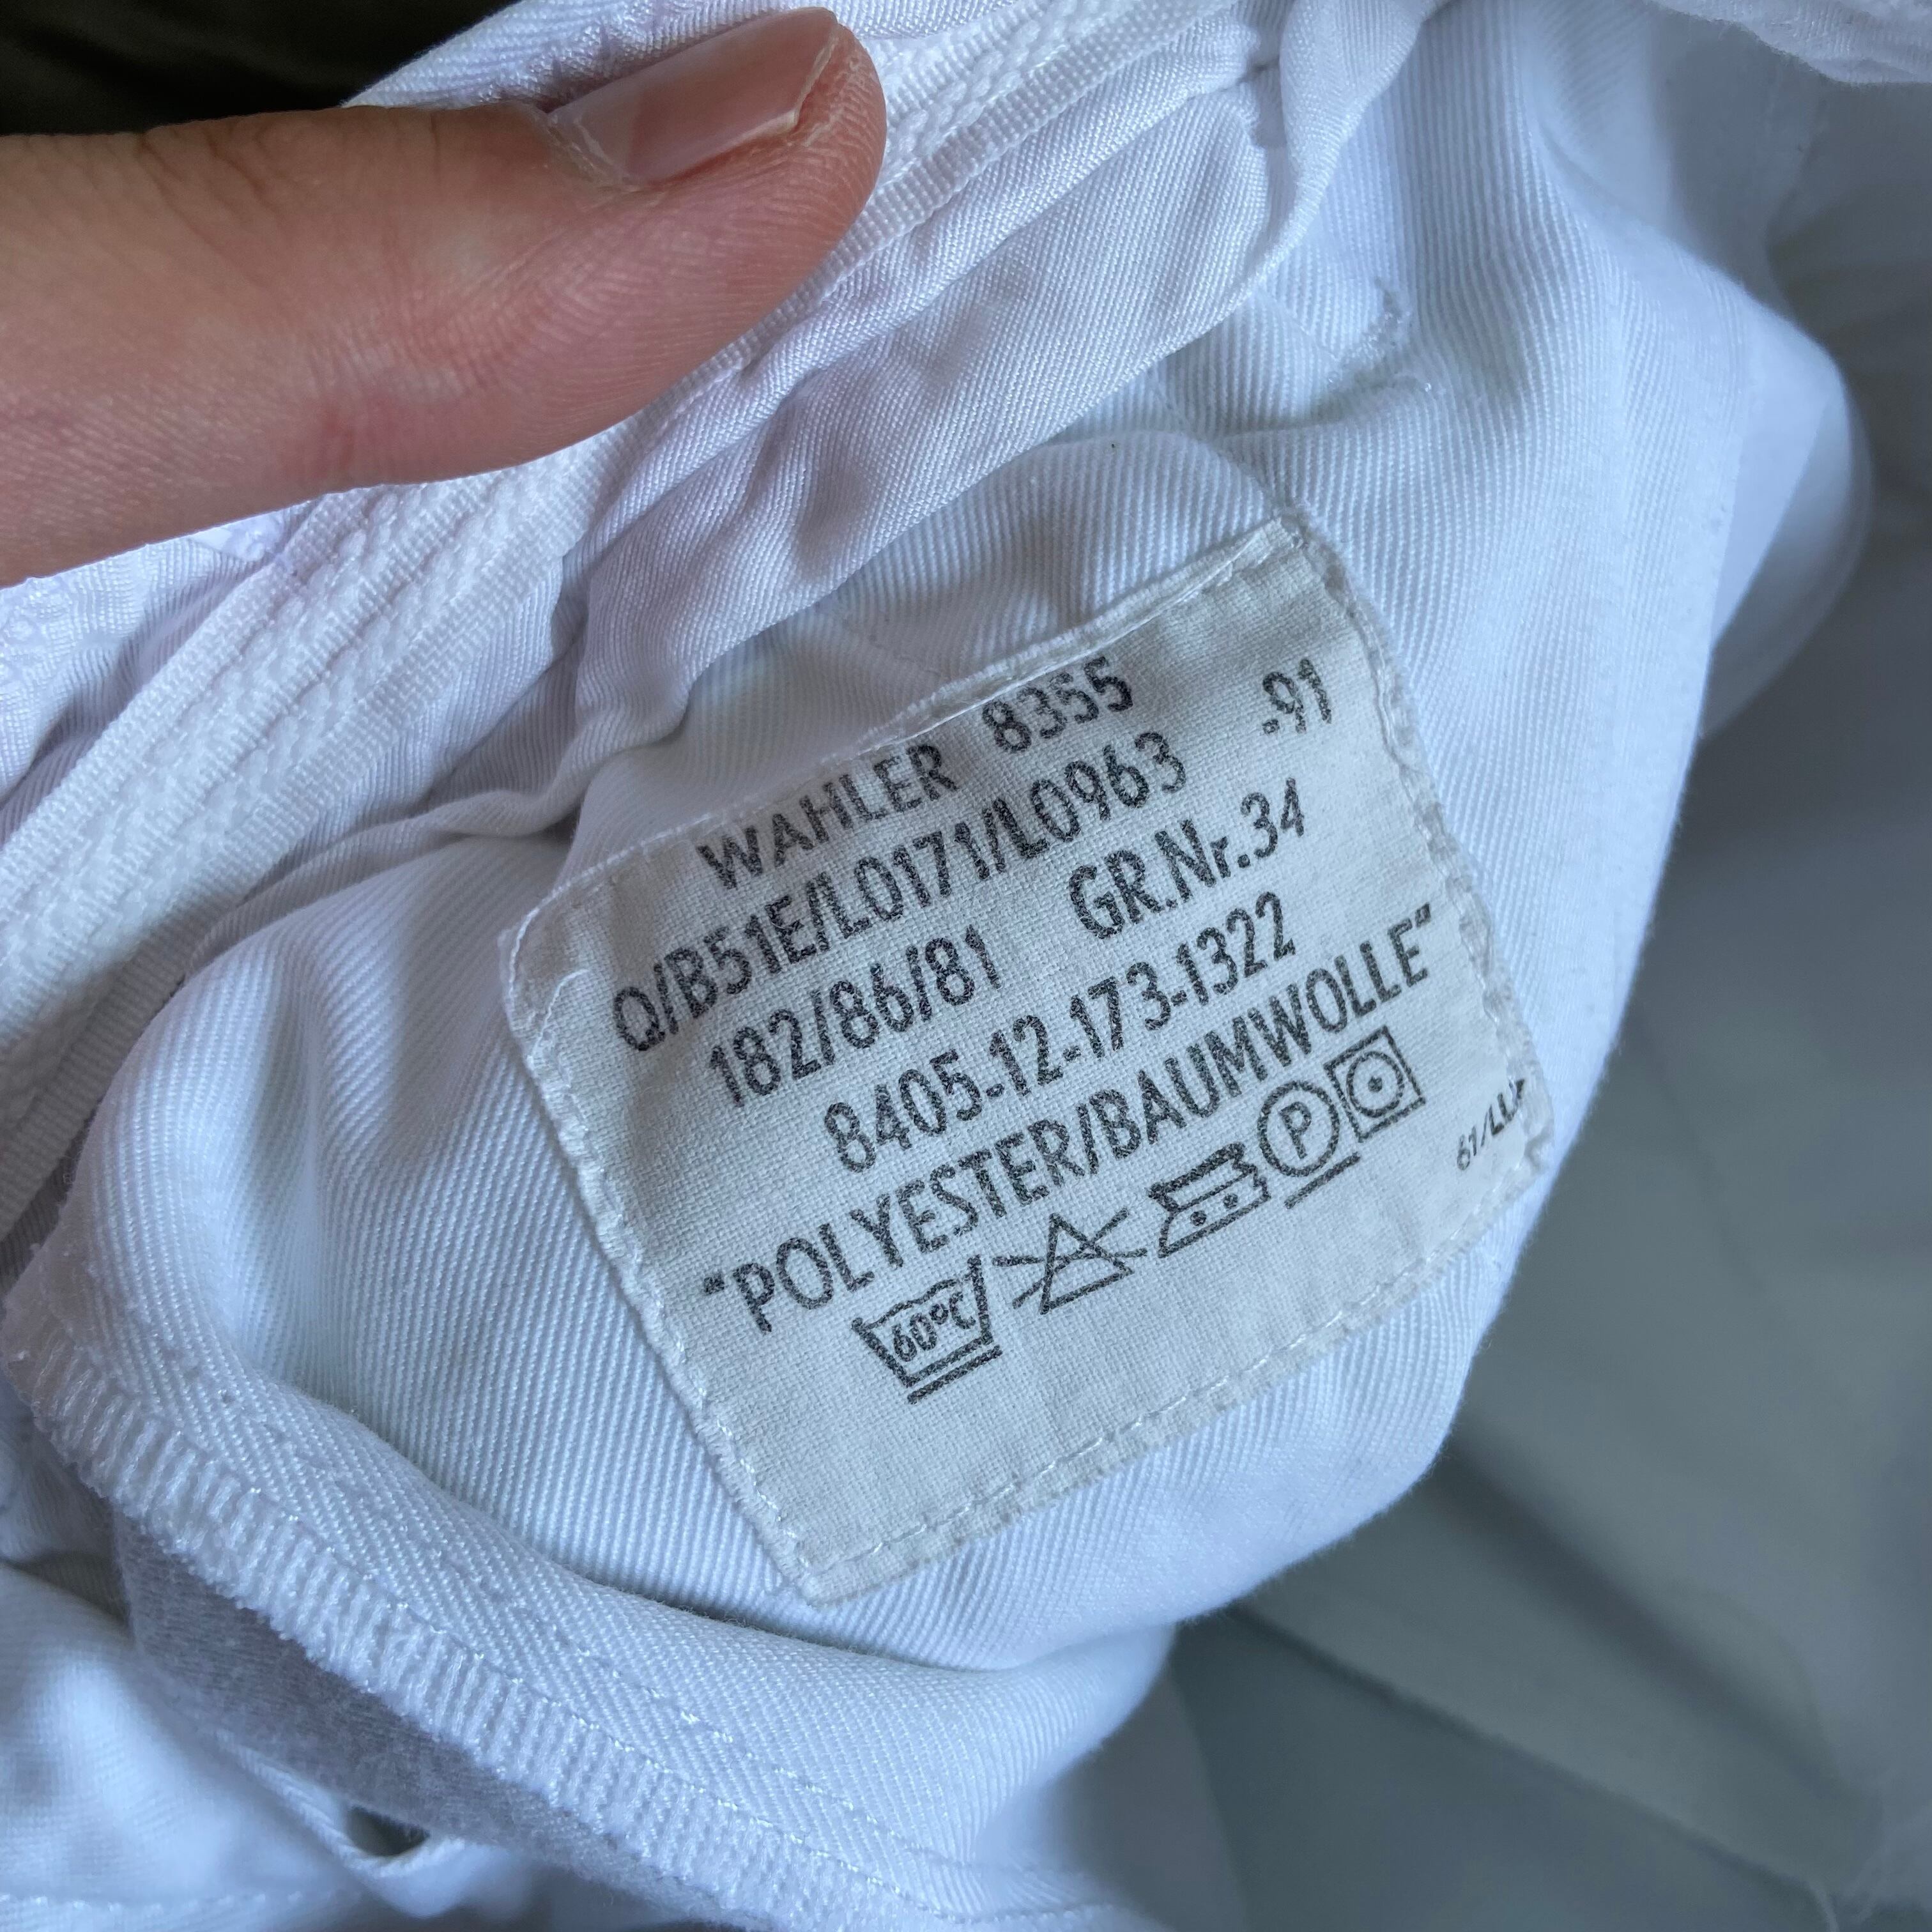 WAHLER 8355
Q/B51E/L0171/L0963 -91
182/86/81 GR.Nr.34
8405-12-173-1322
"POLYESTER/BAUMWOLLE"
60°C P